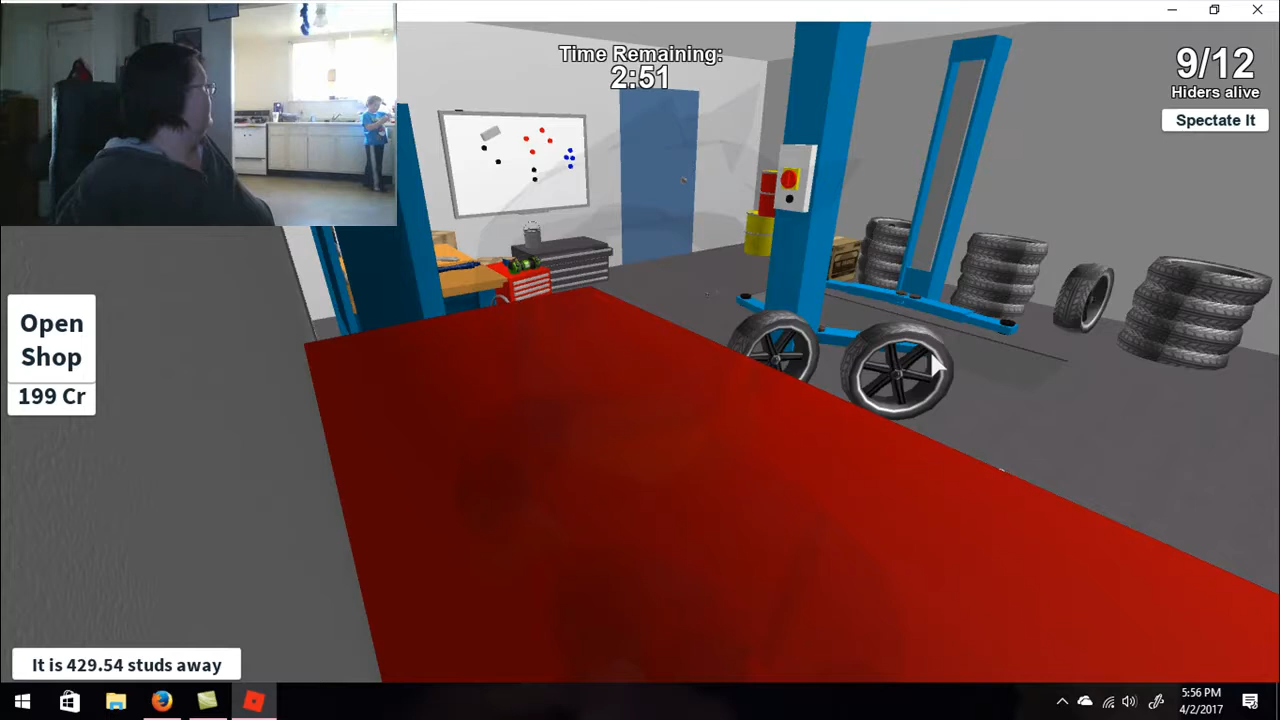 Time Remaining:
2:51
9/12
Hiders alive
Spectate It
Open
Shop
199 Cr
It is 429.54 studs away
5:56 PM
4/2/2017